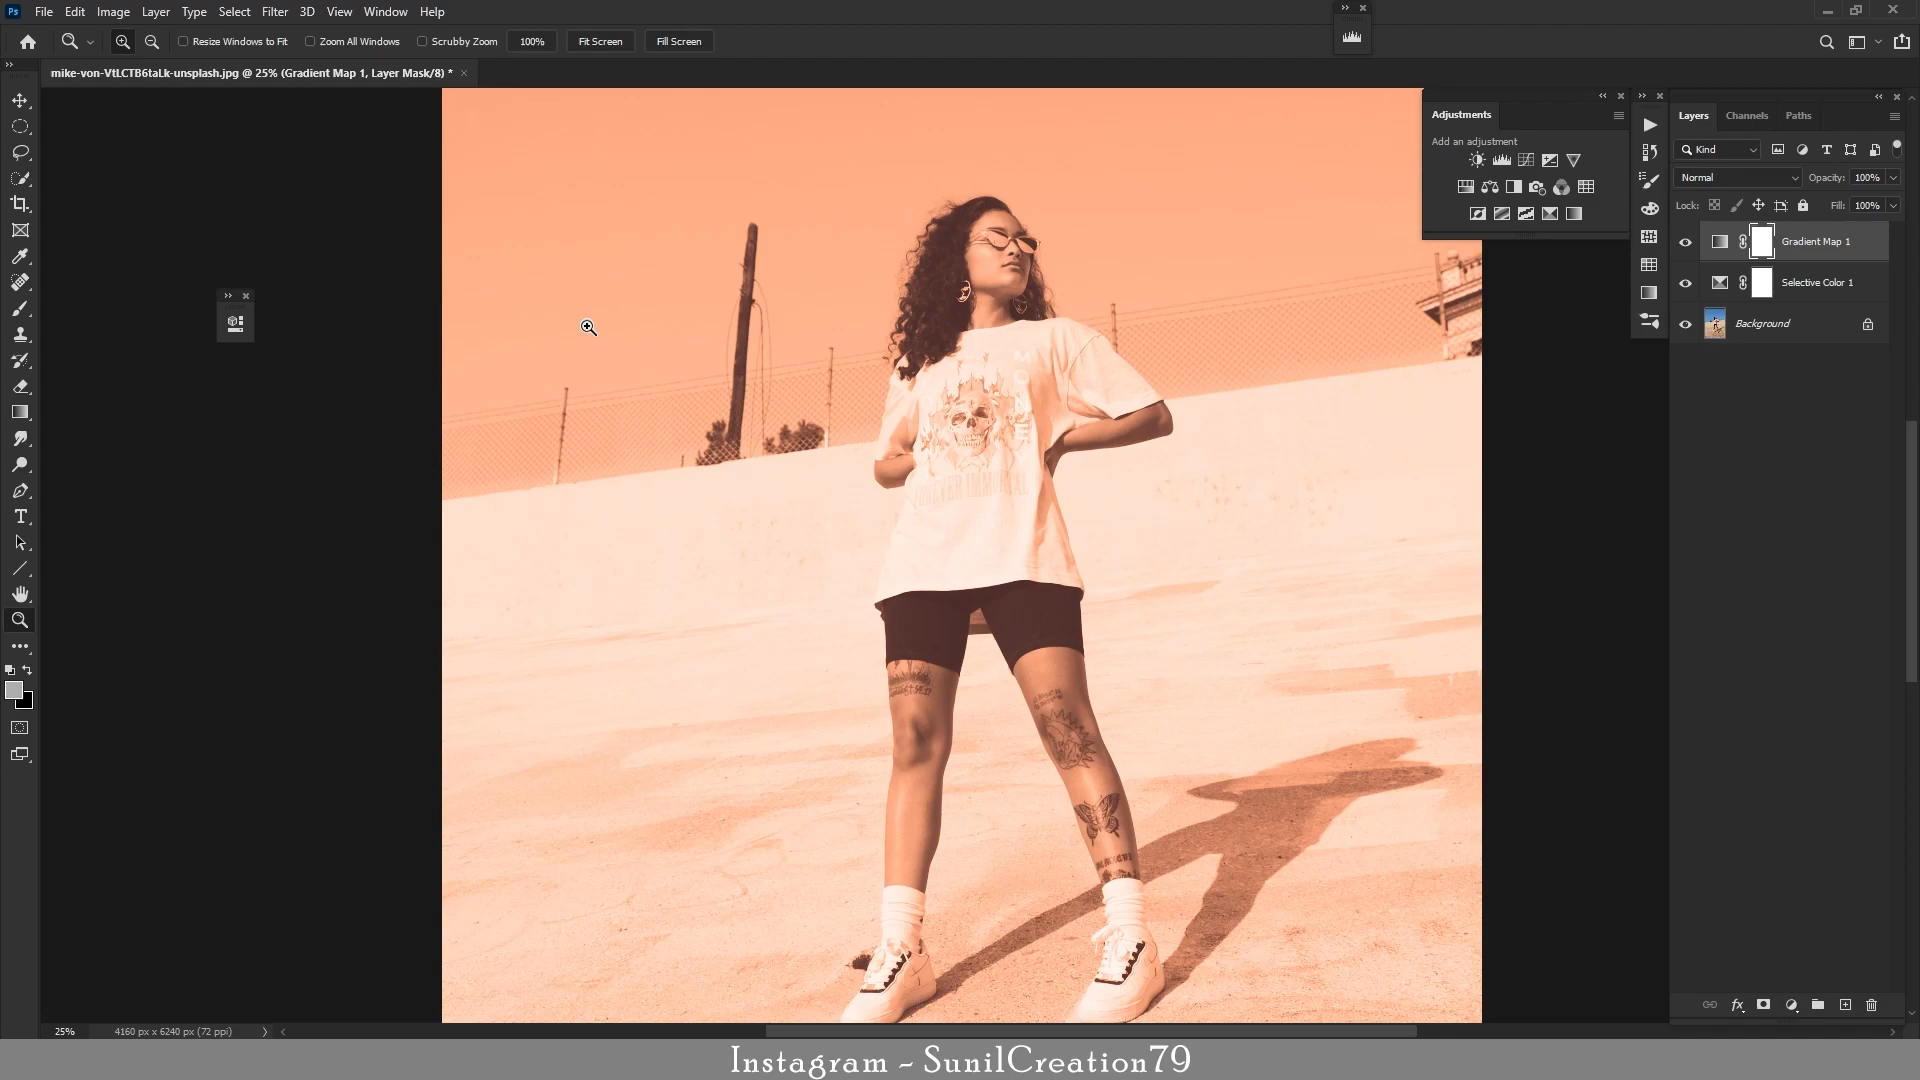 Ps File Edit Image Layer Type Select Filter 3D View Window Help
Resize Windows to Fit Zoom All Windows Scrubby Zoom 100% Fit Screen Fill Screen
mike-von-VtLCTB6taLk-unsplash.jpg @ 25% (Gradient Map 1, Layer Mask/8) *
Adjustments
Add an adjustment
Layers Channels Paths
Kind
Normal Opacity: 100%
Lock: Fill: 100%
Gradient Map 1
Selective Color 1
Background
fx
25% 4160 px x 6240 px (72 ppi)
Instagram - SunilCreation79